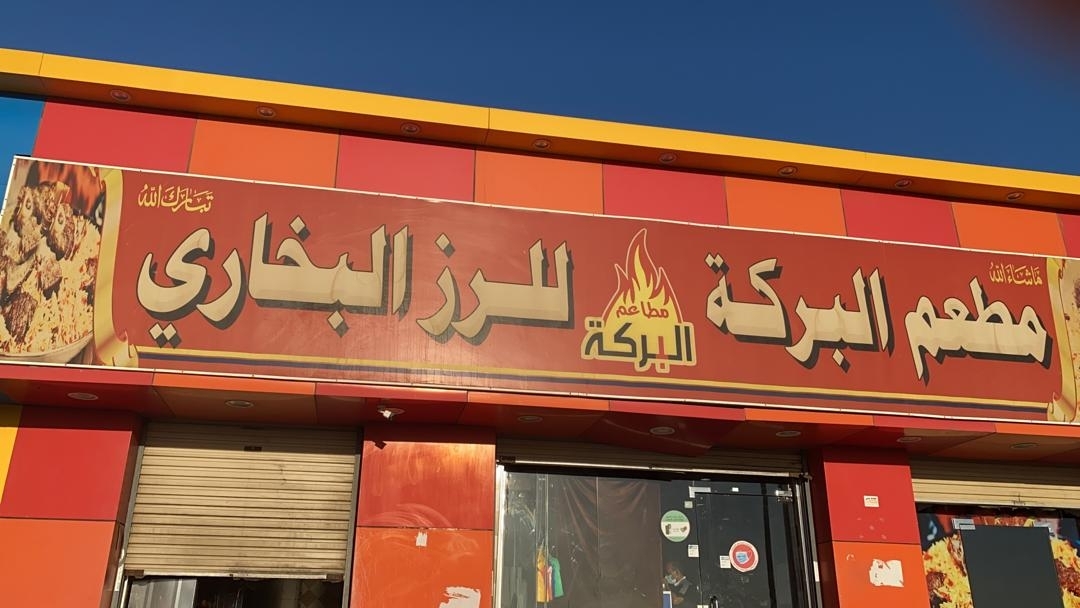 ماشاء الله
تبارك الله
مطعم البركة
مطاعم
البركة
للرز البخاري